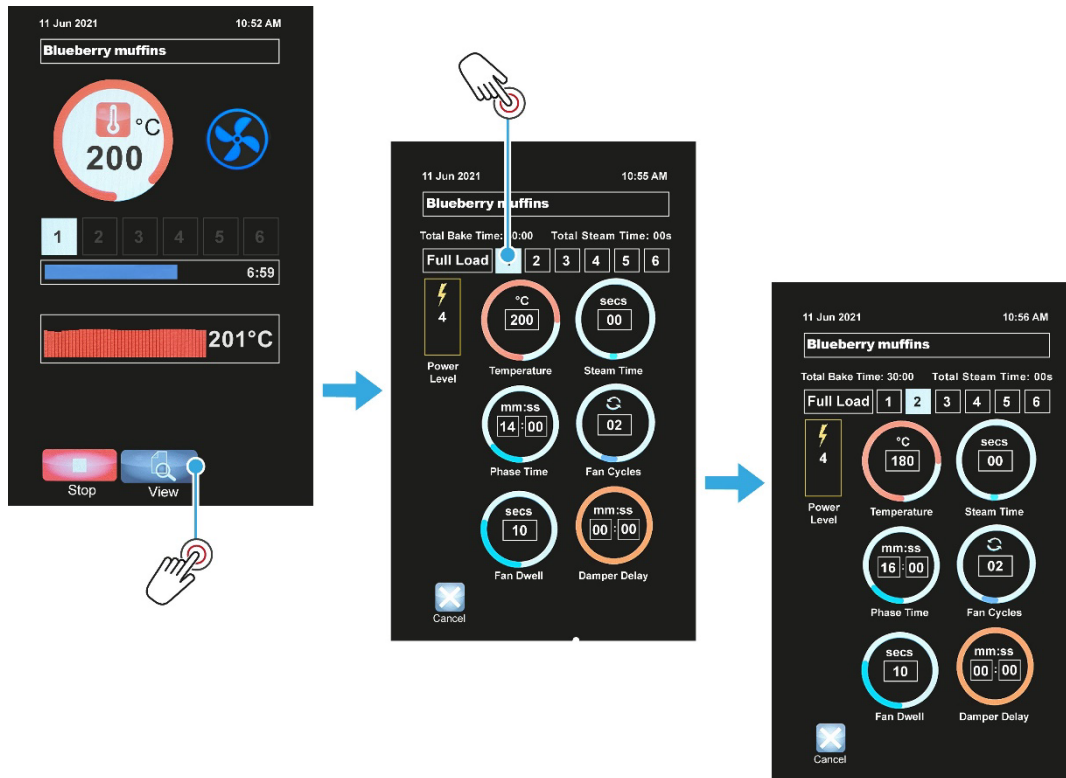 11 Jun 2021 10:52 AM
Blueberry muffins
°C
200
1 2 3 4 5 6
6:59
201°C
Stop View
11 Jun 2021 10:55 AM
Blueberry muffins
Total Bake Time: 30:00 Total Steam Time: 00s
Full Load 1 2 3 4 5 6
4
Power
Level
°C
200
Temperature
secs
00
Steam Time
mm:ss
14:00
Phase Time
02
Fan Cycles
secs
10
Fan Dwell
mm:ss
00:00
Damper Delay
Cancel
11 Jun 2021 10:56 AM
Blueberry muffins
Total Bake Time: 30:00 Total Steam Time: 00s
Full Load 1 2 3 4 5 6
4
Power
Level
°C
180
Temperature
secs
00
Steam Time
mm:ss
16:00
Phase Time
02
Fan Cycles
secs
10
Fan Dwell
mm:ss
00:00
Damper Delay
Cancel